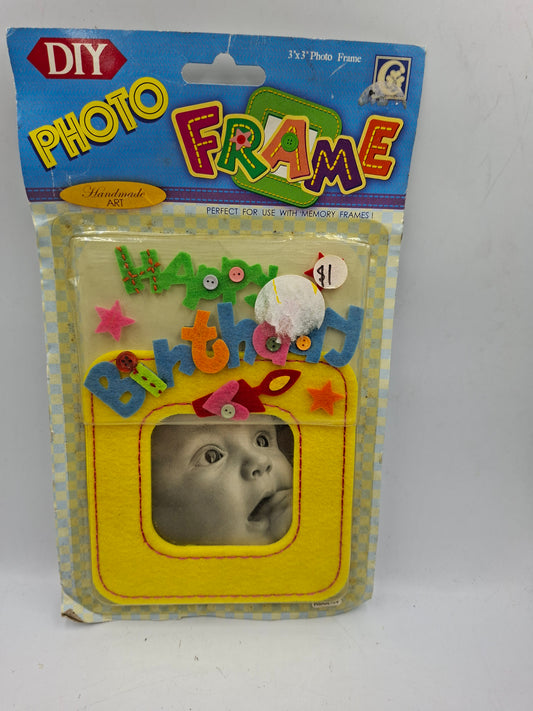 DIY
3"x3" Photo Frame
PHOTO
FRAME
Handmade
ART
PERFECT FOR USE WITH MEMORY FRAMES !
Happy
$1
Birthday